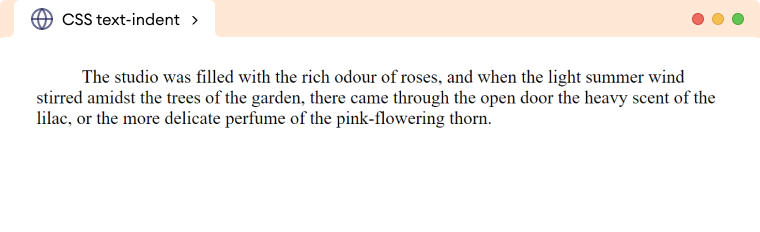 CSS text-indent >
The studio was filled with the rich odour of roses, and when the light summer wind
stirred amidst the trees of the garden, there came through the open door the heavy scent of the
lilac, or the more delicate perfume of the pink-flowering thorn.